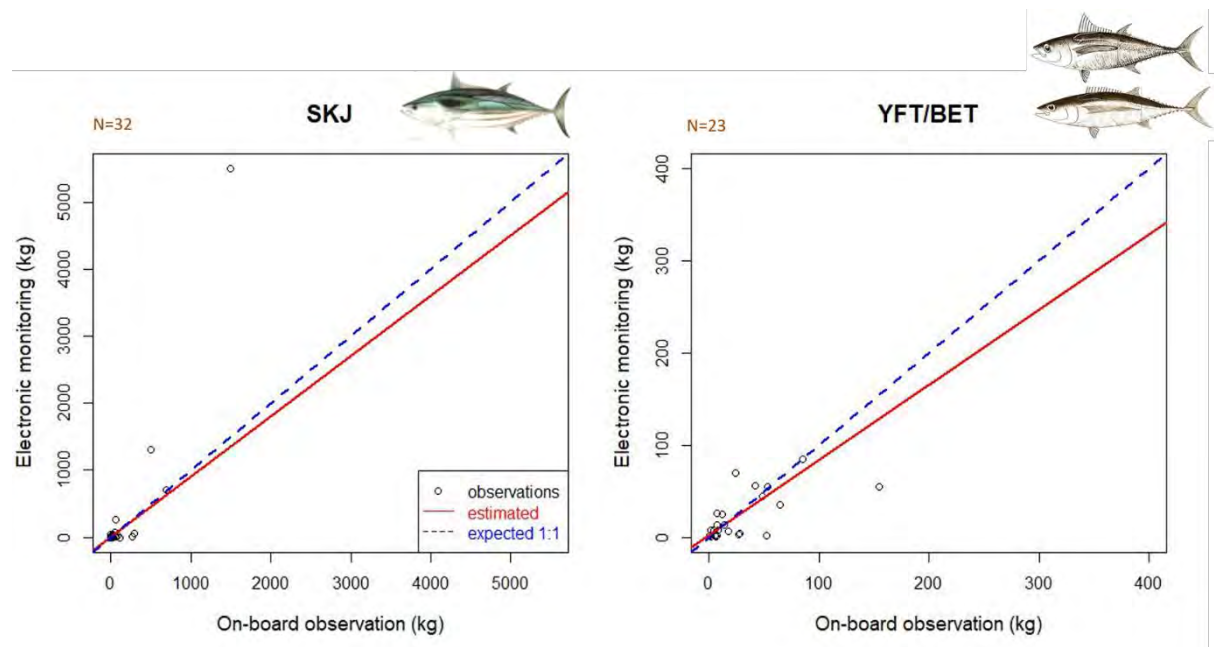 SKJ
N=32
Electronic monitoring (kg)
5000
4000
3000
2000
1000
0
observations
estimated
expected 1:1
0 1000 2000 3000 4000 5000
On-board observation (kg)
YFT/BET
N=23
Electronic monitoring (kg)
400
300
200
100
0
0 100 200 300 400
On-board observation (kg)